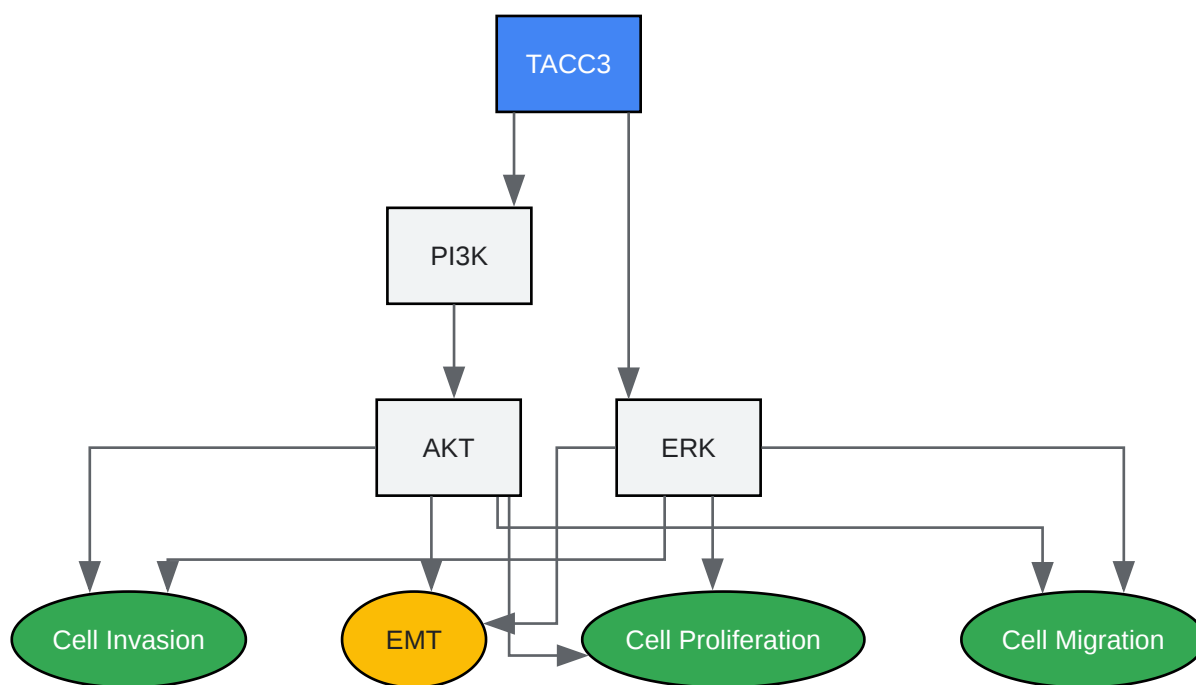 TACC3
PI3K
AKT
ERK
Cell Invasion
EMT
Cell Proliferation
Cell Migration